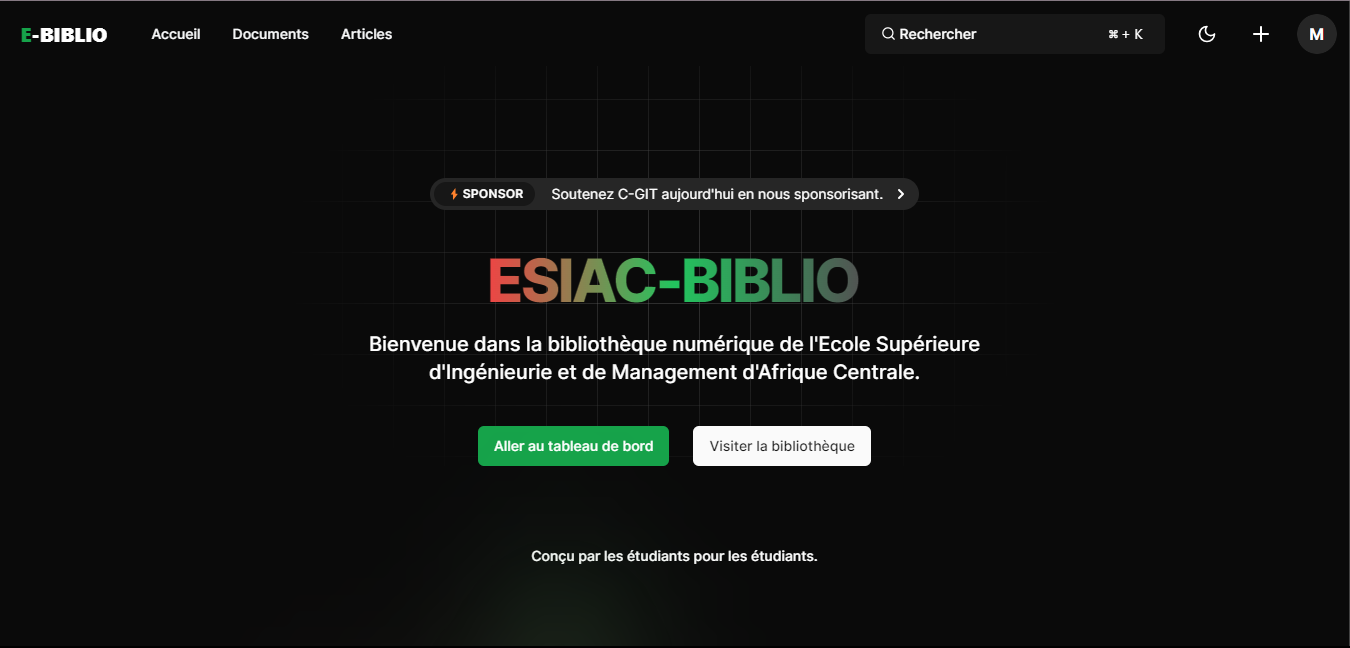 E-BIBLIO Accueil Documents Articles Rechercher ⌘ + K M
SPONSOR Soutenez C-GIT aujourd'hui en nous sponsorisant.
ESIAC-BIBLIO
Bienvenue dans la bibliothèque numérique de l'Ecole Supérieure
d'Ingénieurie et de Management d'Afrique Centrale.
Aller au tableau de bord Visiter la bibliothèque
Conçu par les étudiants pour les étudiants.